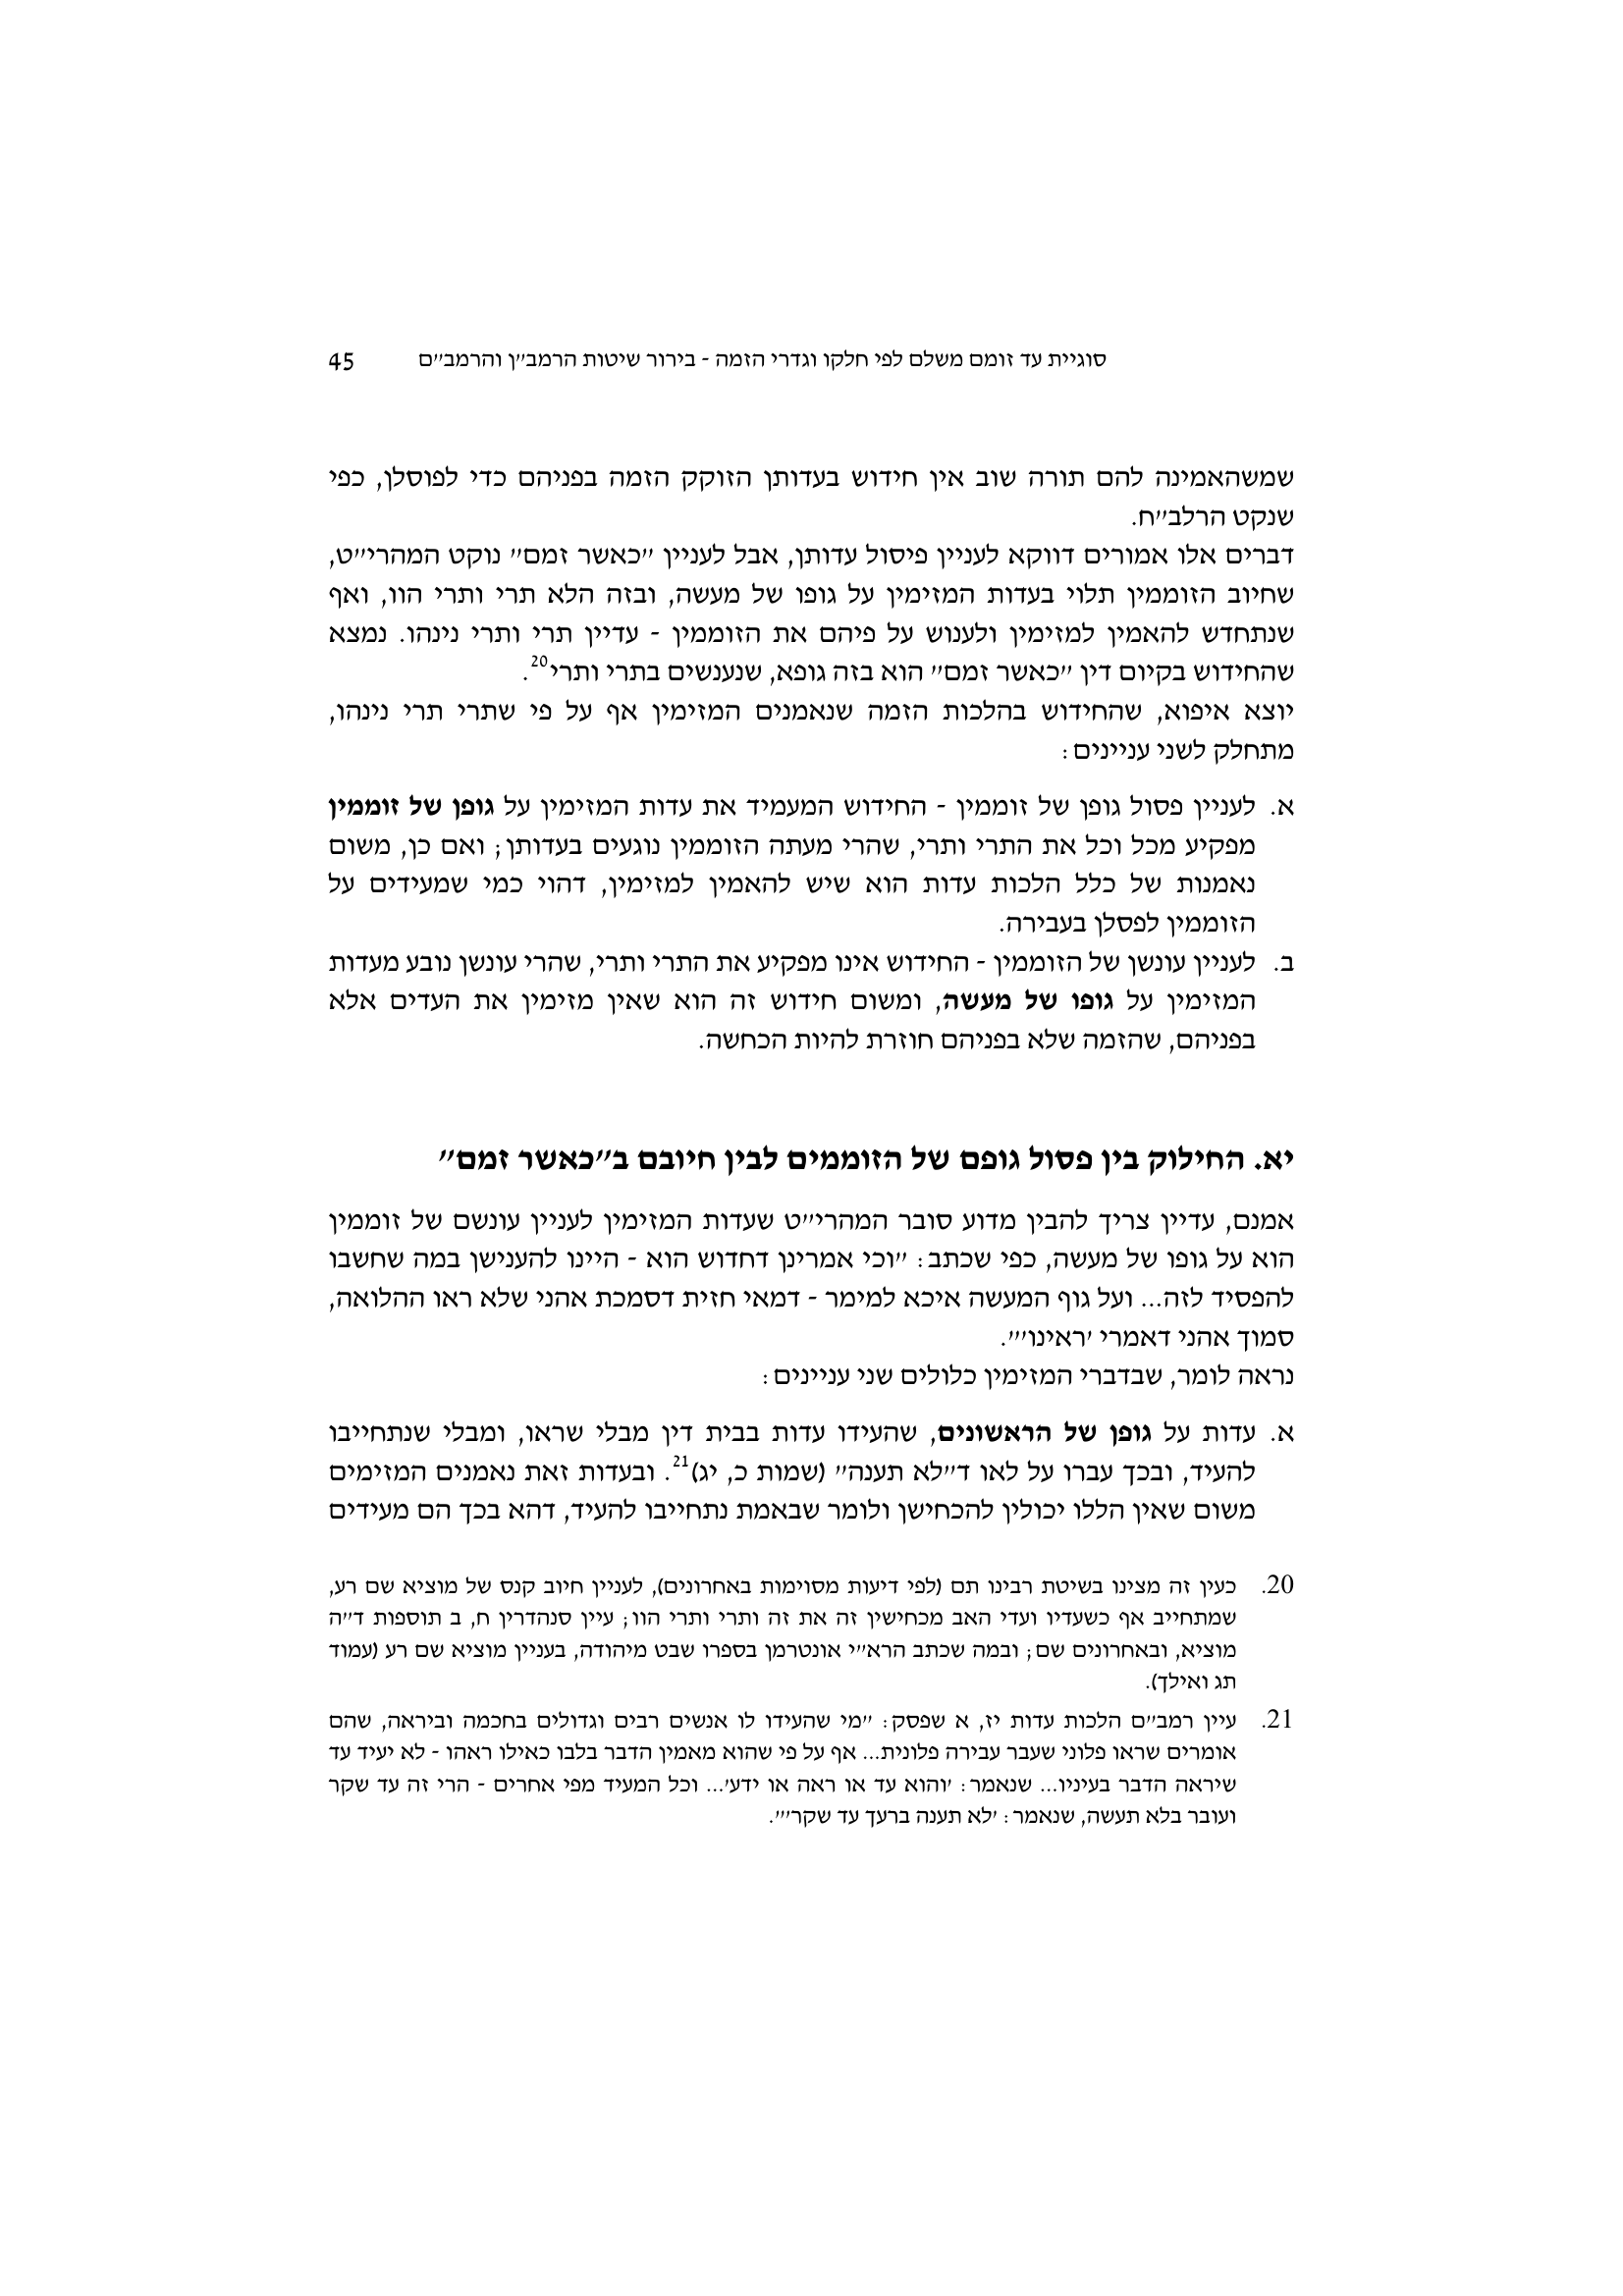 סוגיית עד זומם משלם לפי חלקו וגדרי הזמה - בירור שיטות הרמב״ן והרמב״ם 45
שמשהאמינה להם תורה שוב אין חידוש בעדותן הזוקק הזמה בפניהם כדי לפוסלן, כפי
שנקט הרלב״ח.
דברים אלו אמורים דווקא לעניין פיסול עדותן, אבל לעניין ״כאשר זמם״ נוקט המהרי״ט,
שחיוב הזוממין תלוי בעדות המזימין על גופו של מעשה, ובזה הלא תרי ותרי הוו, ואף
שנתחדש להאמין למזימין ולענוש על פיהם את הזוממין - עדיין תרי ותרי נינהו. נמצא
שהחידוש בקיום דין ״כאשר זמם״ הוא בזה גופא, שנענשים בתרי ותרי20.
יוצא איפוא, שהחידוש בהלכות הזמה שנאמנים המזימין אף על פי שתרי תרי נינהו,
מתחלק לשני עניינים:
א. לעניין פסול גופן של זוממין - החידוש המעמיד את עדות המזימין על גופן של זוממין
מפקיע מכל וכל את התרי ותרי, שהרי מעתה הזוממין נוגעים בעדותן; ואם כן, משום
נאמנות של כלל הלכות עדות הוא שיש להאמין למזימין, דהוי כמי שמעידים על
הזוממין לפסלן בעבירה.
ב. לעניין עונשן של הזוממין - החידוש אינו מפקיע את התרי ותרי, שהרי עונשן נובע מעדות
המזימין על גופו של מעשה, ומשום חידוש זה הוא שאין מזימין את העדים אלא
בפניהם, שהזמה שלא בפניהם חוזרת להיות הכחשה.
יא. החילוק בין פסול גופם של הזוממים לבין חיובם ב״כאשר זמם״
אמנם, עדיין צריך להבין מדוע סובר המהרי״ט שעדות המזימין לעניין עונשם של זוממין
הוא על גופו של מעשה, כפי שכתב: ״וכי אמרינן דחדוש הוא - היינו להענישן במה שחשבו
להפסיד לזה... ועל גוף המעשה איכא למימר - דמאי חזית דסמכת אהני שלא ראו ההלואה,
סמוך אהני דאמרי ׳ראינו׳״.
נראה לומר, שבדברי המזימין כלולים שני עניינים:
א. עדות על גופן של הראשונים, שהעידו עדות בבית דין מבלי שראו, ומבלי שנתחייבו
להעיד, ובכך עברו על לאו ד״לא תענה״ (שמות כ, יג)21. ובעדות זאת נאמנים המזימים
משום שאין הללו יכולין להכחישן ולומר שבאמת נתחייבו להעיד, דהא בכך הם מעידים
20. כעין זה מצינו בשיטת רבינו תם (לפי דיעות מסוימות באחרונים), לעניין חיוב קנס של מוציא שם רע,
שמתחייב אף כשעדיו ועדי האב מכחישין זה את זה ותרי ותרי הוו; עיין סנהדרין ח, ב תוספות ד״ה
מוציא, ובאחרונים שם; ובמה שכתב הרא״י אונטרמן בספרו שבט מיהודה, בעניין מוציא שם רע (עמוד
תג ואילך).
21. עיין רמב״ם הלכות עדות יז, א שפסק: ״מי שהעידו לו אנשים רבים וגדולים בחכמה וביראה, שהם
אומרים שראו פלוני שעבר עבירה פלונית... אף על פי שהוא מאמין הדבר בלבו כאילו ראהו - לא יעיד עד
שיראה הדבר בעיניו... שנאמר: ׳והוא עד או ראה או ידע׳... וכל המעיד מפי אחרים - הרי זה עד שקר
ועובר בלא תעשה, שנאמר: ׳לא תענה ברעך עד שקר׳״.